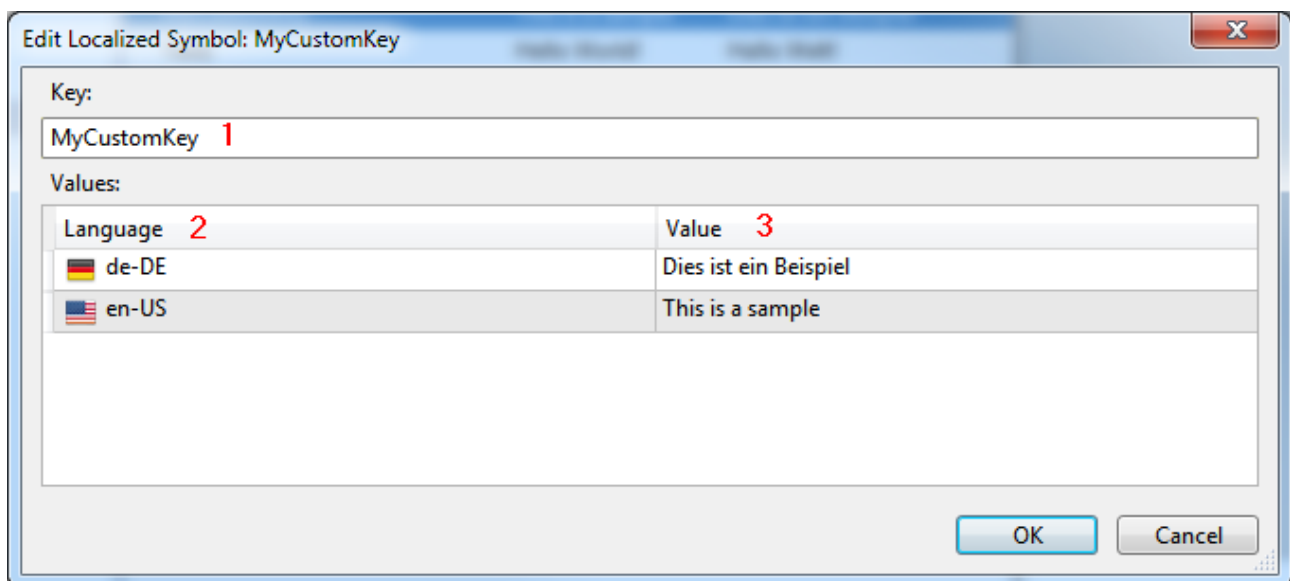 Edit Localized Symbol: MyCustomKey
Key:
MyCustomKey 1
Values:
Language 2 Value 3
de-DE Dies ist ein Beispiel
en-US This is a sample
OK Cancel